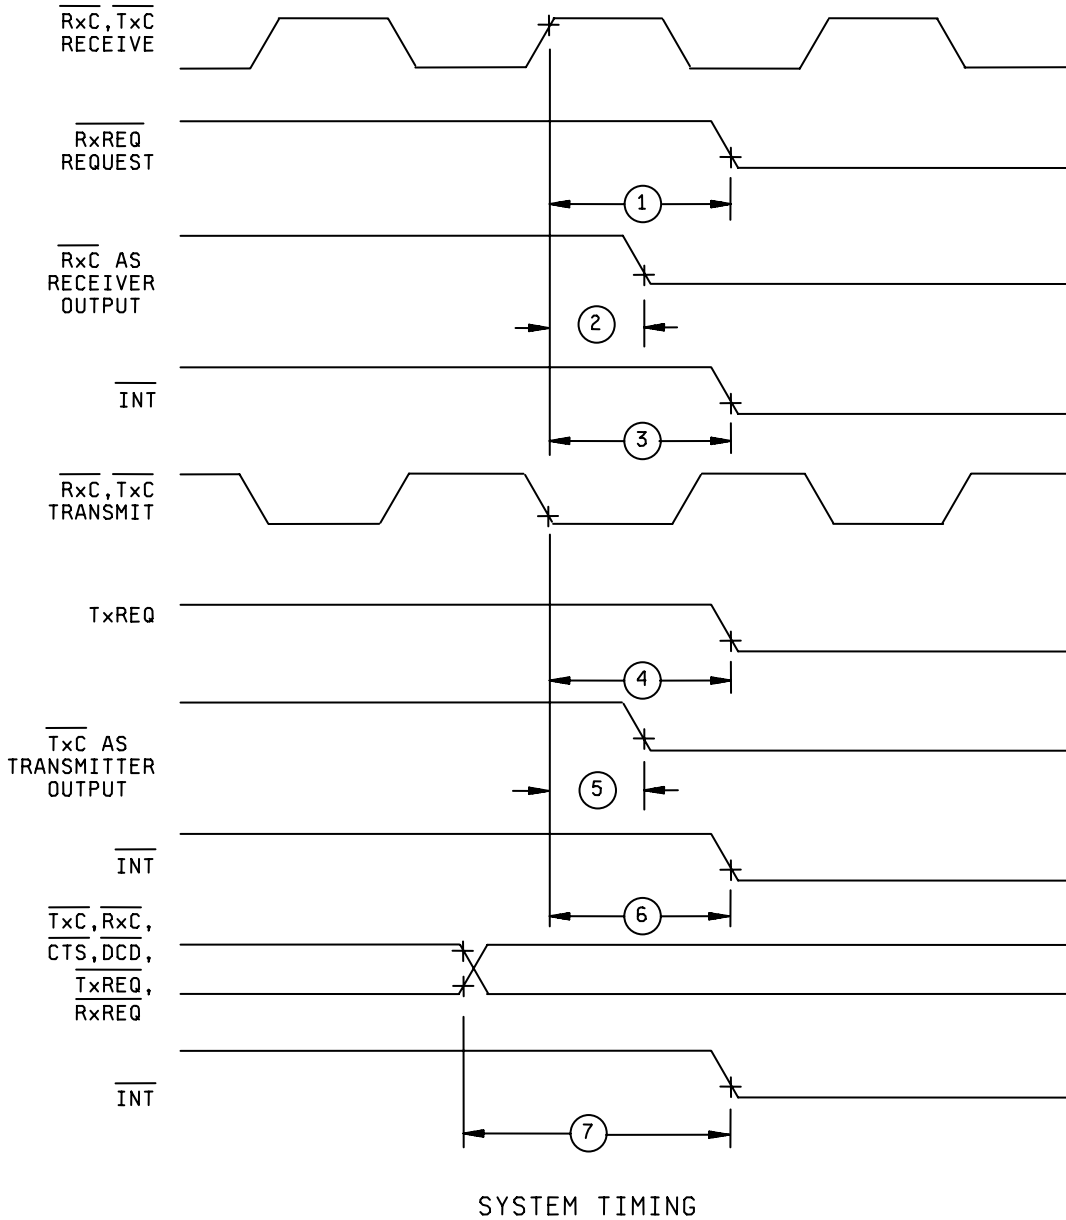 RxC,TxC
RECEIVE
RxREQ
REQUEST
1
RxC AS
RECEIVER
OUTPUT
2
INT
3
RxC,TxC
TRANSMIT
TxREQ
4
TxC AS
TRANSMITTER
OUTPUT
5
INT
6
TxC,RxC,
CTS,DCD,
TxREQ,
RxREQ
INT
7
SYSTEM TIMING